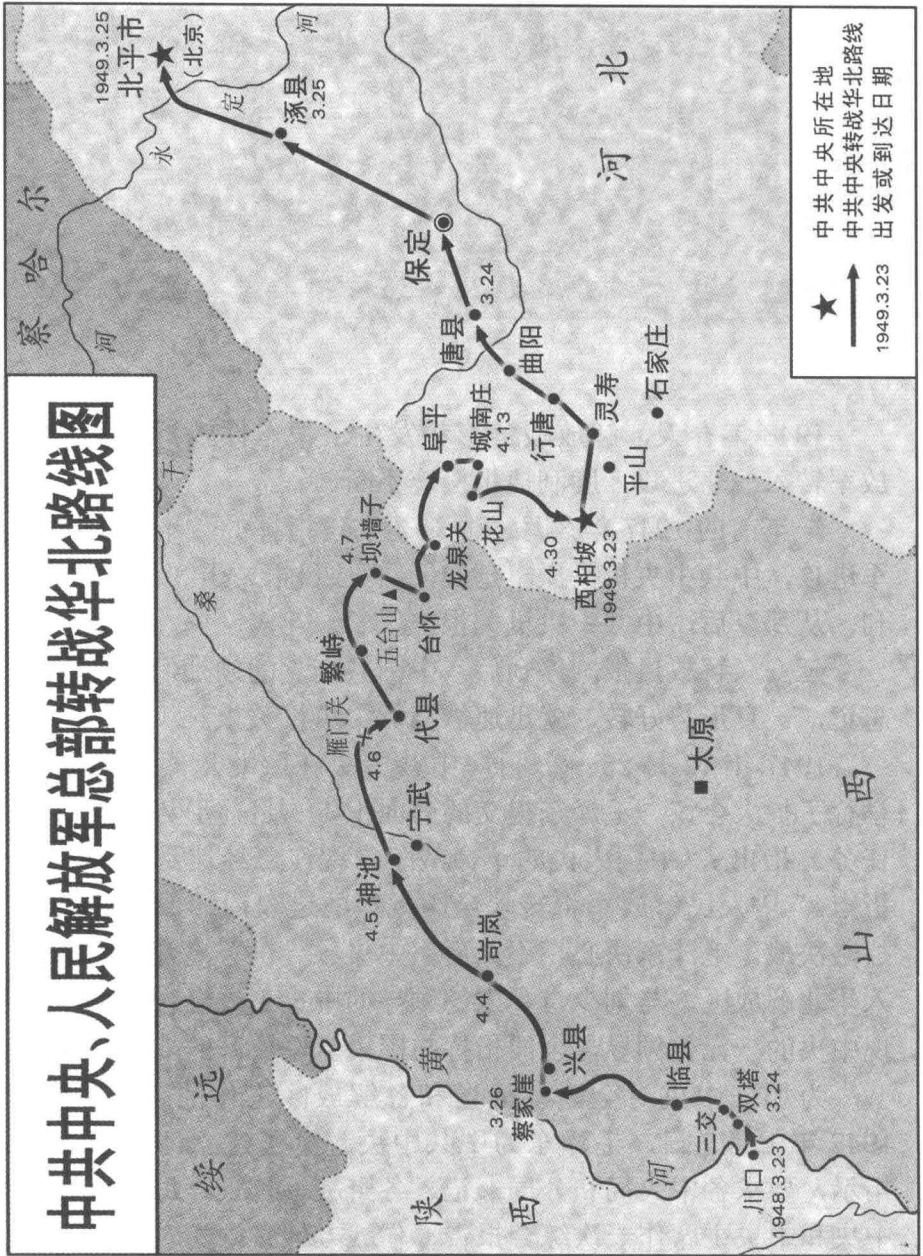 中共中央、人民解放军总部转战华北路线图
察哈尔
绥远
陕西
山西
河北
黄
河
桑
干
河
永
定
河
1949.3.25
北平市
(北京)
涿县
3.25
保定
3.24
唐县
曲阳
行唐
灵寿
石家庄
平山
4.30
西柏坡
1949.3.23
花山
城南庄
4.13
阜平
龙泉关
台怀
五台山
4.7
坝墙子
繁峙
雁门关
4.6
代县
宁武
4.5 神池
岢岚
4.4
兴县
3.26
蔡家崖
临县
三交
双塔
3.24
川口
1948.3.23
太原
中共中央所在地
中共中央转战华北路线
1949.3.23 出发或到达日期